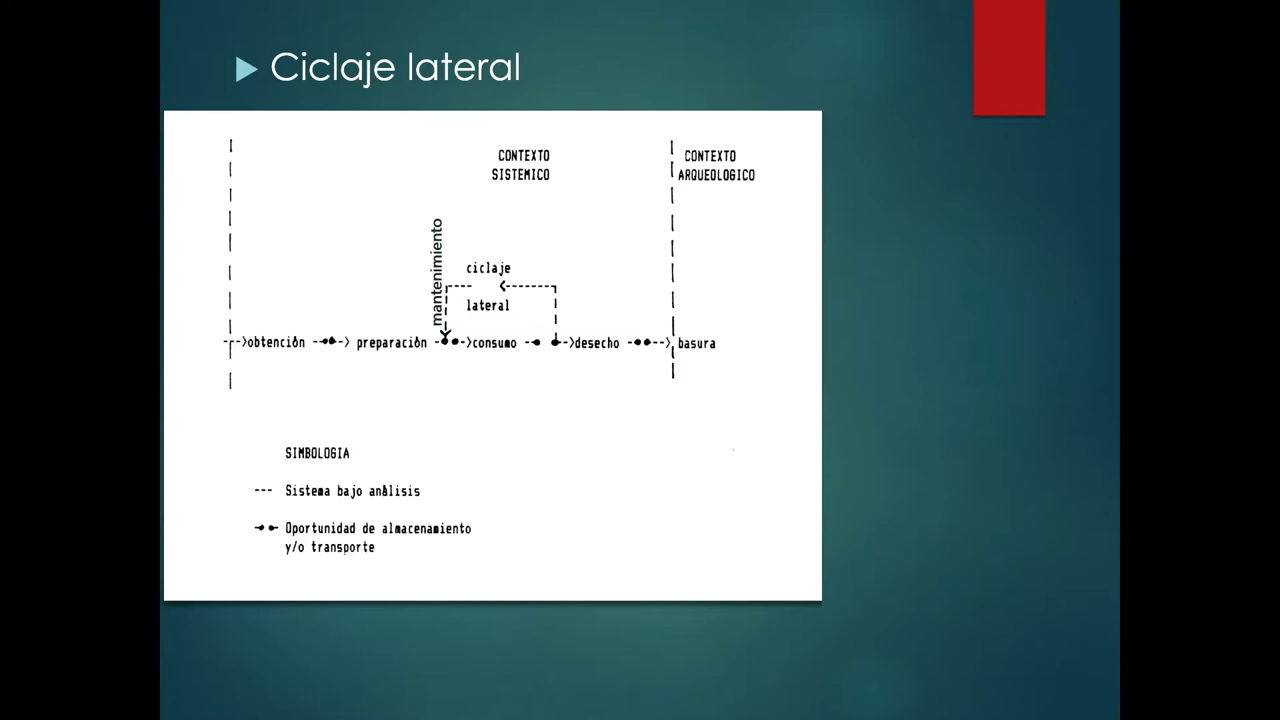 Ciclaje lateral
CONTEXTO
SISTEMICO
CONTEXTO
ARQUEOLOGICO
mantenimiento
ciclaje
lateral
obtención
preparación
consumo
desecho
basura
SIMBOLOGIA
Sistema bajo análisis
Oportunidad de almacenamiento
y/o transporte